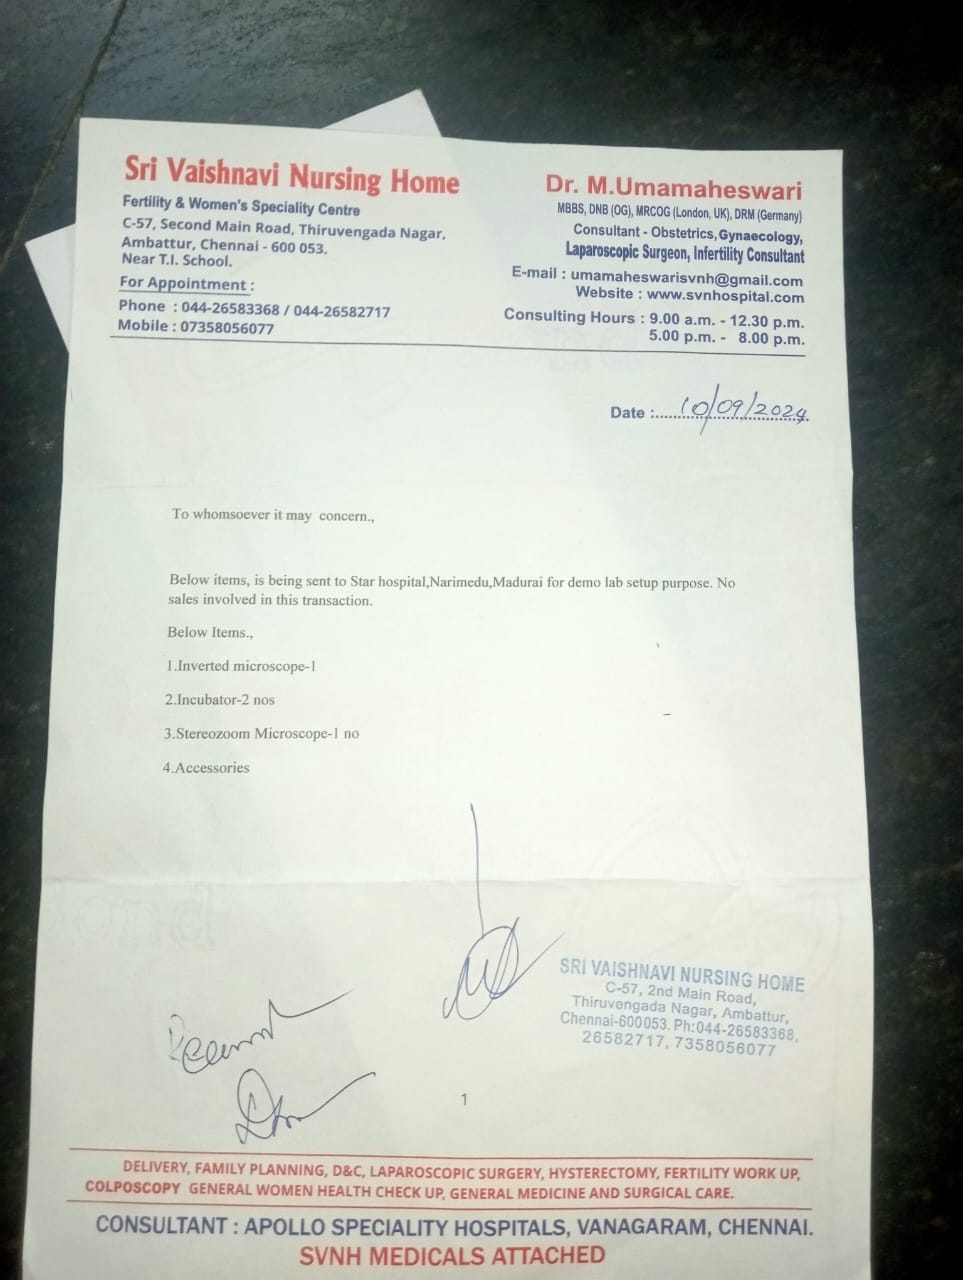 Sri Vaishnavi Nursing Home
Fertility & Women's Speciality Centre
C-57, Second Main Road, Thiruvengada Nagar,
Ambattur, Chennai - 600 053.
Near T.I. School.
For Appointment :
Phone : 044-26583368 / 044-26582717
Mobile : 07358056077
Dr. M.Umamaheswari
MBBS, DNB (OG), MRCOG (London, UK), DRM (Germany)
Consultant - Obstetrics, Gynaecology,
Laparoscopic Surgeon, Infertility Consultant
E-mail : umamaheswarisvnh@gmail.com
Website : www.svnhospital.com
Consulting Hours : 9.00 a.m. - 12.30 p.m.
5.00 p.m. - 8.00 p.m.
Date :..... 10/09/2024
To whomsoever it may concern.,
Below items, is being sent to Star hospital,Narimedu,Madurai for demo lab setup purpose. No
sales involved in this transaction.
Below Items.,
1.Inverted microscope-1
2.Incubator-2 nos
3.Stereozoom Microscope-1 no
4.Accessories
SRI VAISHNAVI NURSING HOME
C-57, 2nd Main Road,
Thiruvengada Nagar, Ambattur,
Chennai-600053. Ph:044-26583368,
26582717, 7358056077
1
DELIVERY, FAMILY PLANNING, D&C, LAPAROSCOPIC SURGERY, HYSTERECTOMY, FERTILITY WORK UP,
COLPOSCOPY GENERAL WOMEN HEALTH CHECK UP, GENERAL MEDICINE AND SURGICAL CARE.
CONSULTANT : APOLLO SPECIALITY HOSPITALS, VANAGARAM, CHENNAI.
SVNH MEDICALS ATTACHED